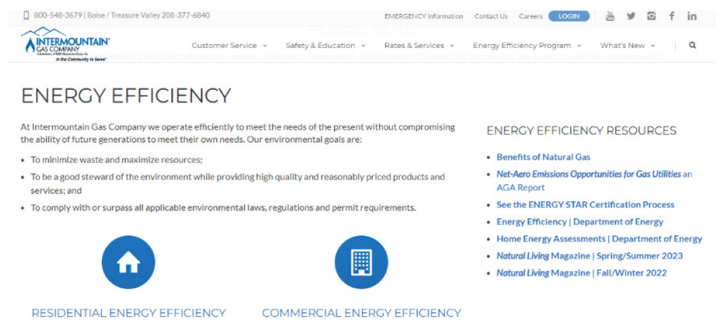 800-548-3679 | Boise / Treasure Valley 208-377-6840
EMERGENCY Information Contact Us Careers LOGIN
INTERMOUNTAIN®
GAS COMPANY
In the Community to Serve®
Customer Service Safety & Education Rates & Services Energy Efficiency Program What's New
ENERGY EFFICIENCY
At Intermountain Gas Company we operate efficiently to meet the needs of the present without compromising
the ability of future generations to meet their own needs. Our environmental goals are:
• To minimize waste and maximize resources;
• To be a good steward of the environment while providing high quality and reasonably priced products and
services; and
• To comply with or surpass all applicable environmental laws, regulations and permit requirements.
RESIDENTIAL ENERGY EFFICIENCY
COMMERCIAL ENERGY EFFICIENCY
ENERGY EFFICIENCY RESOURCES
• Benefits of Natural Gas
• Net-Aero Emissions Opportunities for Gas Utilities an
AGA Report
• See the ENERGY STAR Certification Process
• Energy Efficiency | Department of Energy
• Home Energy Assessments | Department of Energy
• Natural Living Magazine | Spring/Summer 2023
• Natural Living Magazine | Fall/Winter 2022